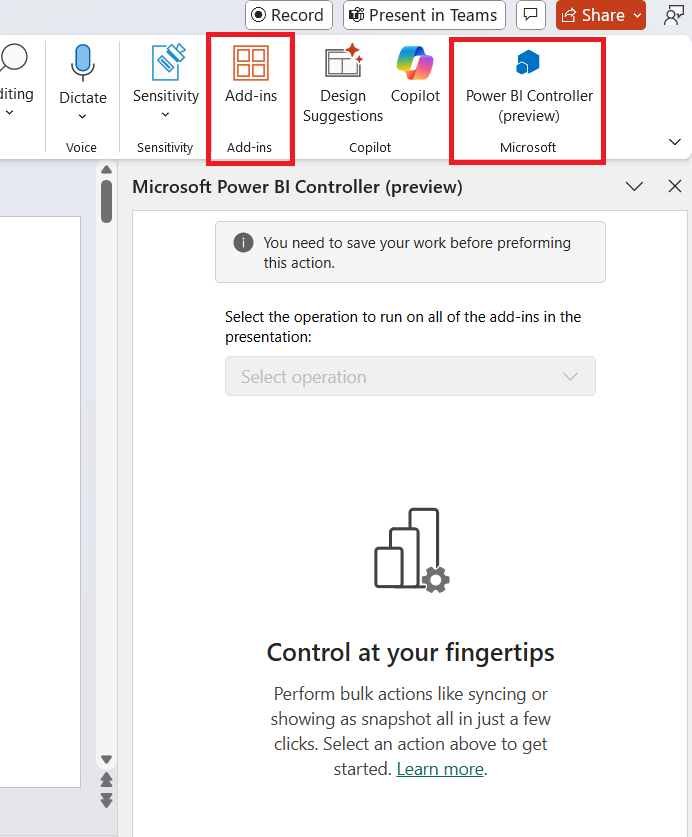 Record
Present in Teams
Share
diting
Dictate
Sensitivity
Add-ins
Design
Suggestions
Copilot
Power BI Controller
(preview)
Voice
Sensitivity
Add-ins
Copilot
Microsoft
Microsoft Power BI Controller (preview)
You need to save your work before preforming
this action.
Select the operation to run on all of the add-ins in the
presentation:
Select operation
Control at your fingertips
Perform bulk actions like syncing or
showing as snapshot all in just a few
clicks. Select an action above to get
started. Learn more.